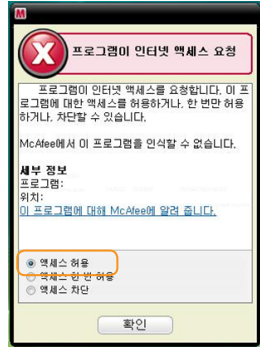 M
프로그램이 인터넷 액세스 요청
프로그램이 인터넷 액세스를 요청합니다. 이 프
로그램에 대한 액세스를 허용하거나, 한 번만 허용
하거나, 차단할 수 있습니다.
McAfee에서 이 프로그램을 인식할 수 없습니다.
세부 정보
프로그램:
위치:
이 프로그램에 대해 McAfee에 알려 줍니다.
액세스 허용
액세스 한 번 허용
액세스 차단
확인